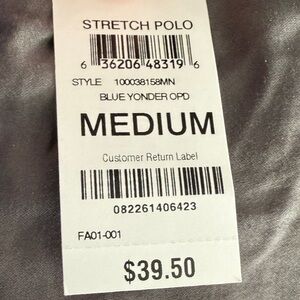 STRETCH POLO
6 36206 48319 6
STYLE 100038158MN
BLUE YONDER OPD
MEDIUM
Customer Return Label
082261406423
FA01-001
$39.50